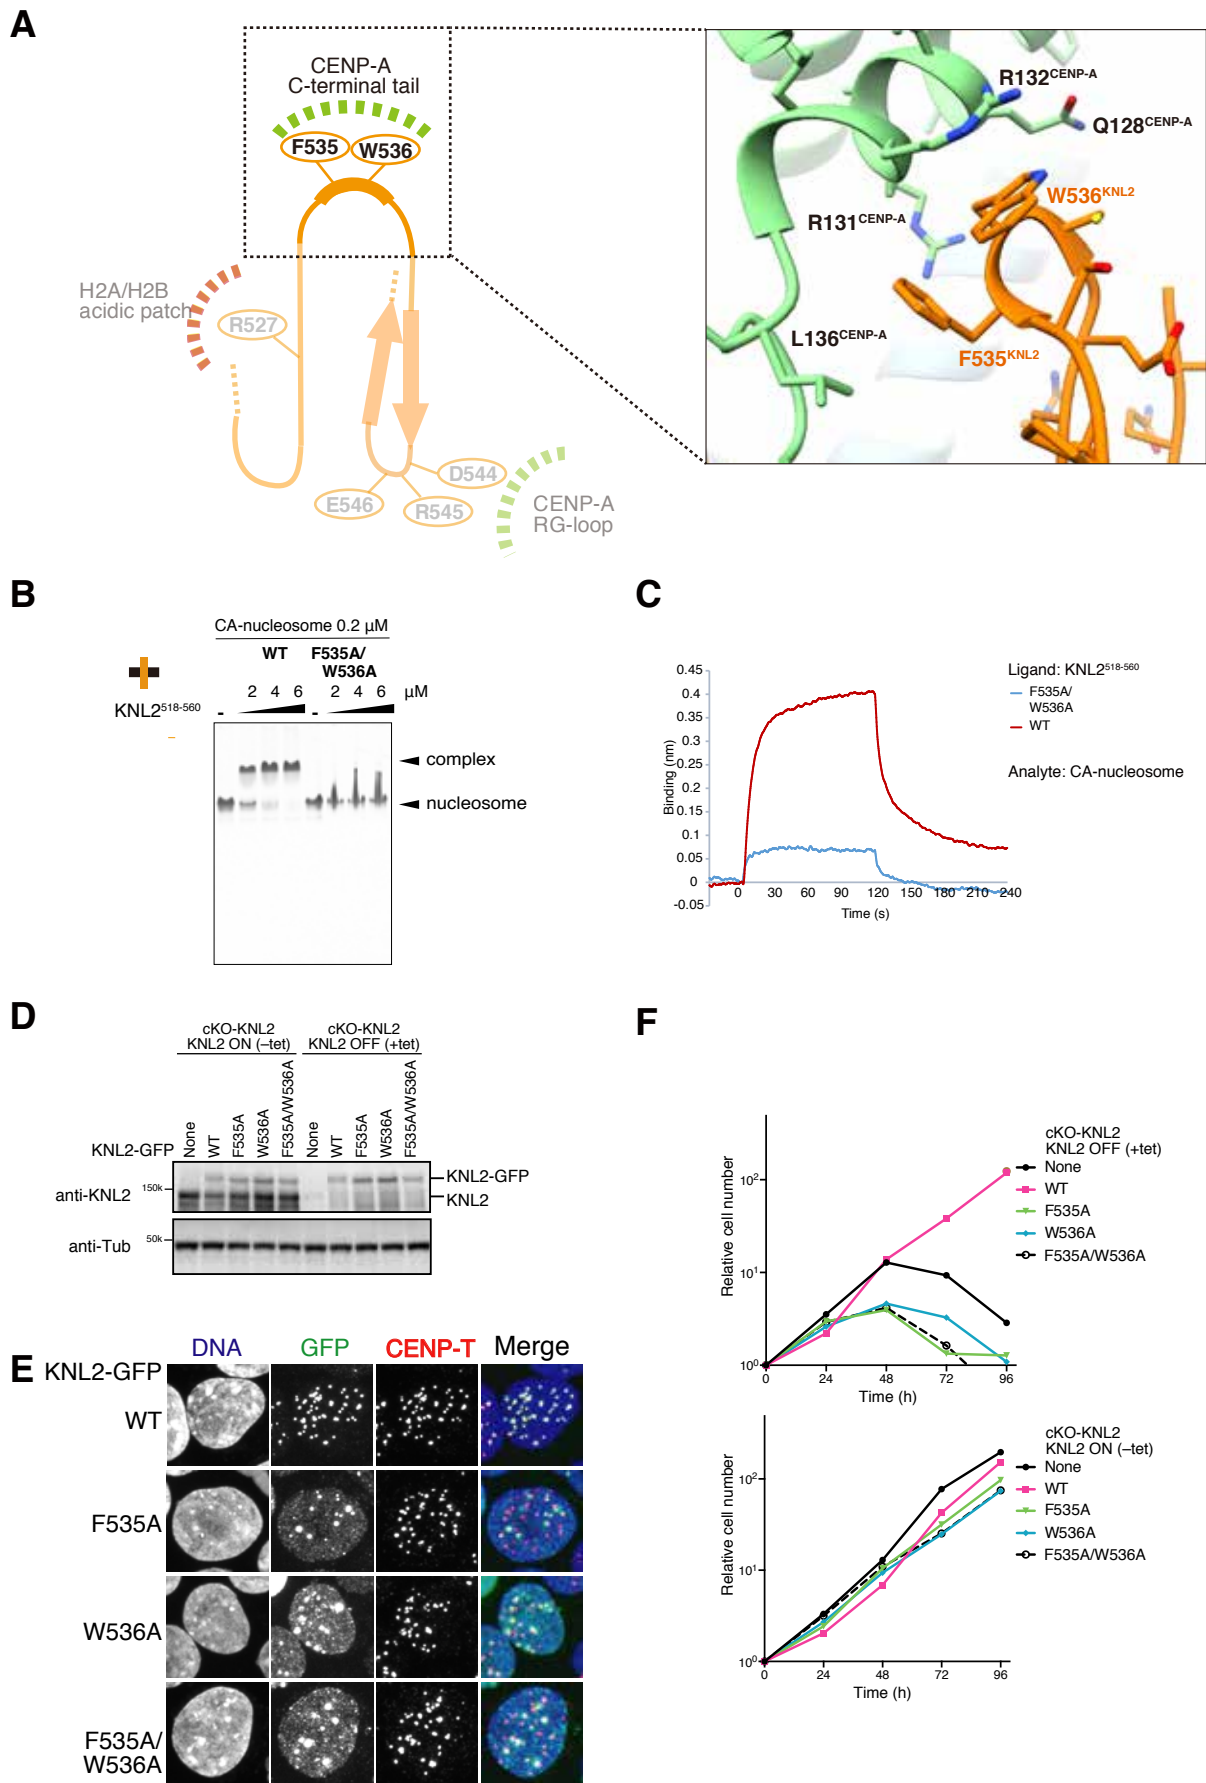 A
CENP-A
C-terminal tail
F535
W536
H2A/H2B
acidic patch
R527
D544
E546
R545
CENP-A
RG-loop
R132CENP-A
Q128CENP-A
W536KNL2
R131CENP-A
L136CENP-A
F535KNL2
B
CA-nucleosome 0.2 µM
WT
F535A/
W536A
2 4 6 2 4 6 µM
KNL2518-560
- -
complex
nucleosome
C
0.45
0.4
0.35
0.3
0.25
0.2
0.15
0.1
0.05
0
-0.05
Binding (nm)
0 30 60 90 120 150 180 210 240
Time (s)
Ligand: KNL2518-560
F535A/
W536A
WT
Analyte: CA-nucleosome
D
cKO-KNL2
KNL2 ON (–tet)
cKO-KNL2
KNL2 OFF (+tet)
KNL2-GFP
None
WT
F535A
W536A
F535A/W536A
None
WT
F535A
W536A
F535A/W536A
anti-KNL2
150k
KNL2-GFP
KNL2
anti-Tub
50k
E
DNA GFP CENP-T Merge
KNL2-GFP
WT
F535A
W536A
F535A/
W536A
F
Relative cell number
10²
10¹
10⁰
0 24 48 72 96
Time (h)
cKO-KNL2
KNL2 OFF (+tet)
None
WT
F535A
W536A
F535A/W536A
Relative cell number
10²
10¹
10⁰
0 24 48 72 96
Time (h)
cKO-KNL2
KNL2 ON (–tet)
None
WT
F535A
W536A
F535A/W536A